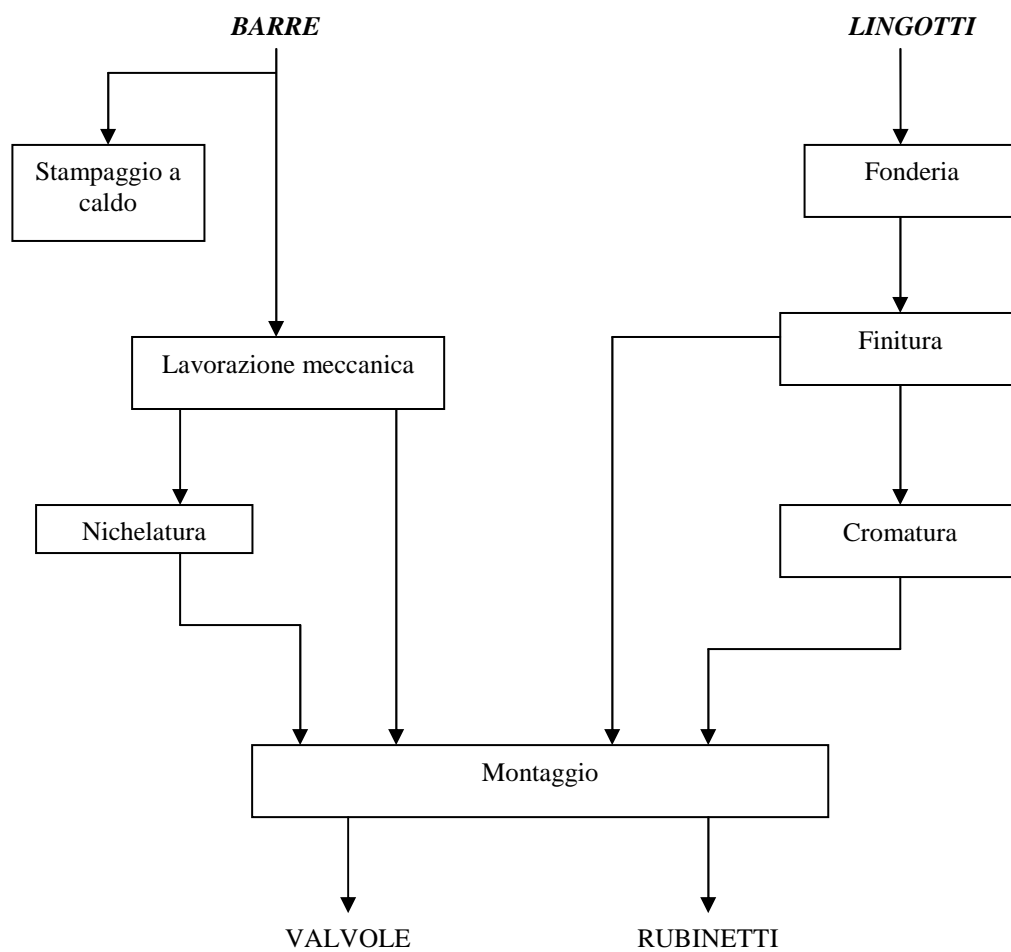 BARRE
LINGOTTI
Stampaggio a
caldo
Fonderia
Finitura
Lavorazione meccanica
Nichelatura
Cromatura
Montaggio
VALVOLE
RUBINETTI